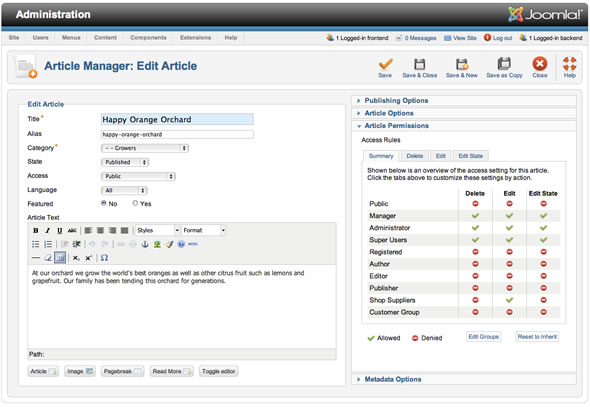 Administration
Joomla!
Site Users Menus Content Components Extensions Help
1 Logged-in frontend 0 Messages View Site Log out 1 Logged-in backend
Article Manager: Edit Article
Save Save & Close Save & New Save as Copy Close Help
Edit Article
Title * Happy Orange Orchard
Alias happy-orange-orchard
Category * - - Growers
State Published
Access Public
Language All
Featured No Yes
Article Text
B I U ABC Styles Format
HTML
x₂ x² Ω
At our orchard we grow the world's best oranges as well as other citrus fruit such as lemons and
grapefruit. Our family has been tending this orchard for generations.
Path:
Article Image Pagebreak Read More Toggle editor
Publishing Options
Article Options
Article Permissions
Access Rules
Summary Delete Edit Edit State
Shown below is an overview of the access setting for this article.
Click the tabs above to customize these settings by action.
Delete Edit Edit State
Public
Manager
Administrator
Super Users
Registered
Author
Editor
Publisher
Shop Suppliers
Customer Group
Allowed Denied Edit Groups Reset to Inherit
Metadata Options